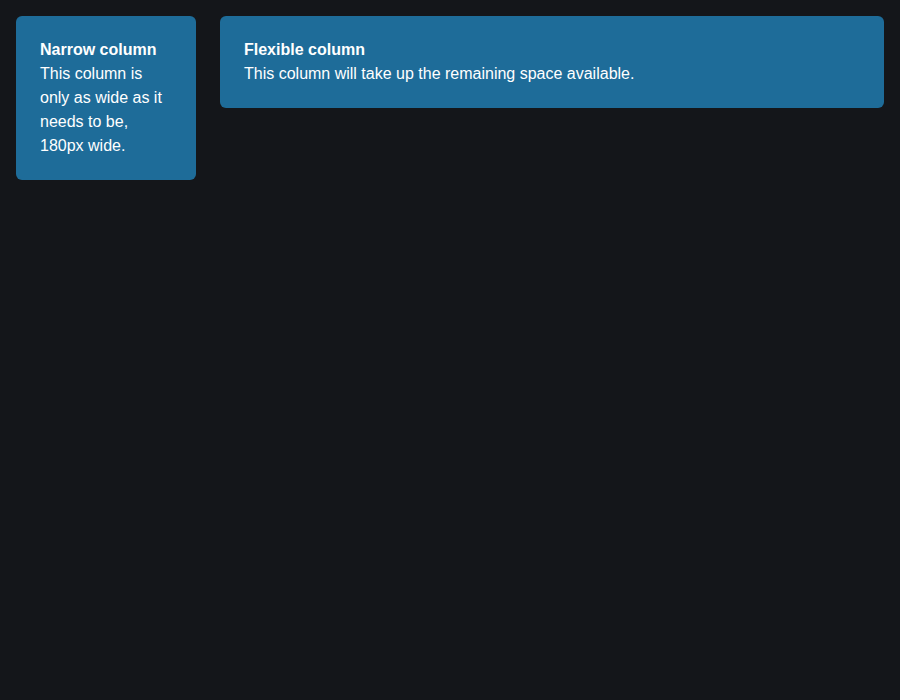 Narrow column
This column is
only as wide as it
needs to be,
180px wide.
Flexible column
This column will take up the remaining space available.